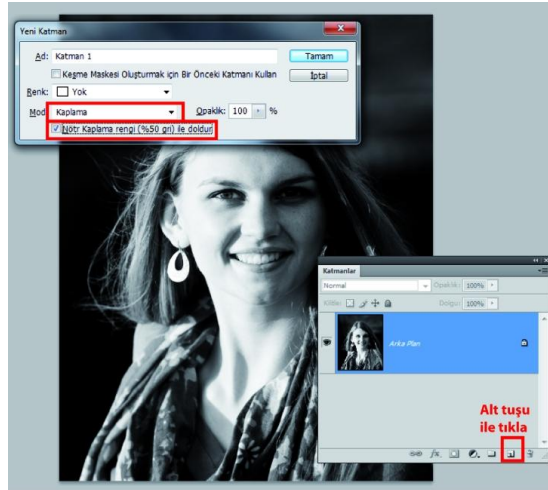 Yeni Katman
Ad: Katman 1
Tamam
Keşme Maskesi Oluşturmak için Bir Önceki Katmanı Kullan
İptal
Renk: Yok
Mod: Kaplama Opaklık: 100 %
Nötr Kaplama rengi (%50 gri) ile doldur
Katmanlar
Normal Opaklık: 100%
Kilitle: Dolgu: 100%
Arka Plan
Alt tuşu
ile tıkla
fx